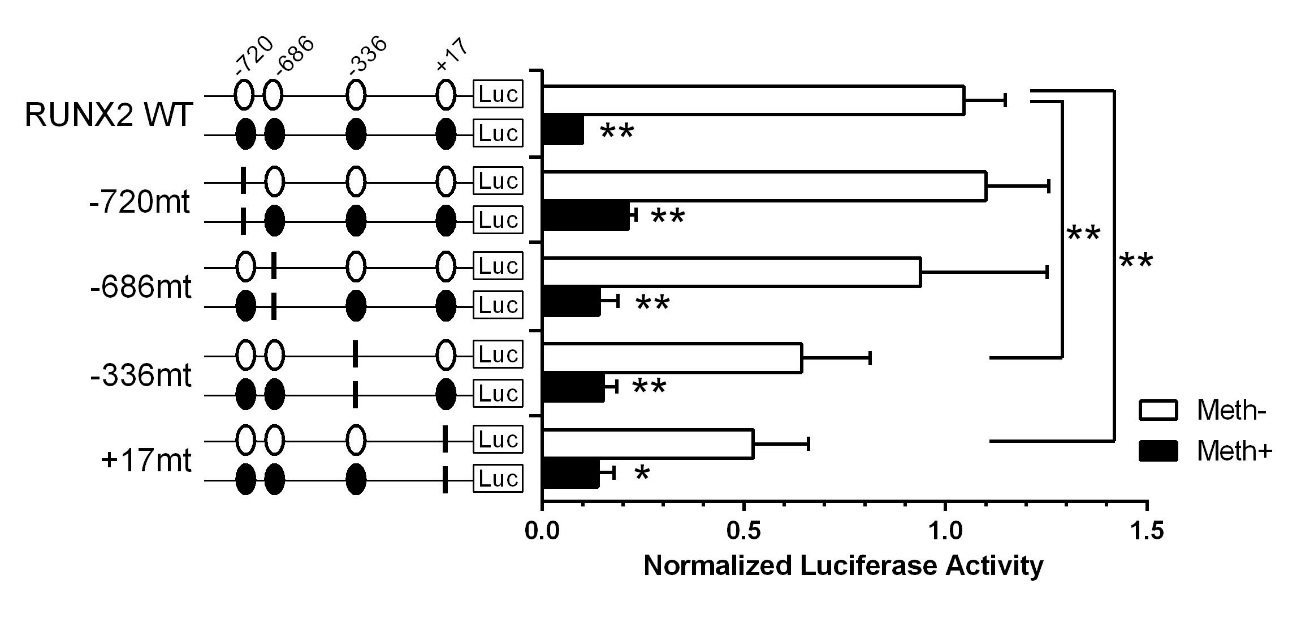 -720 -686 -336 +17
RUNX2 WT
Luc
Luc
**
-720mt
Luc
Luc
**
**
-686mt
Luc
Luc
**
**
-336mt
Luc
Luc
**
+17mt
Luc
Luc
*
Meth-
Meth+
0.0 0.5 1.0 1.5
Normalized Luciferase Activity